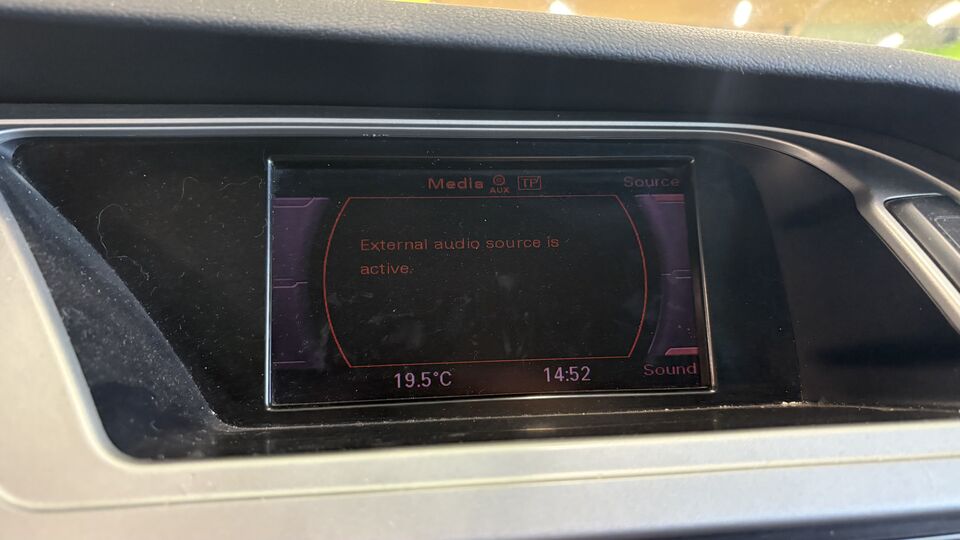 Media AUX TP Source
External audio source is
active.
19.5°C 14:52 Sound